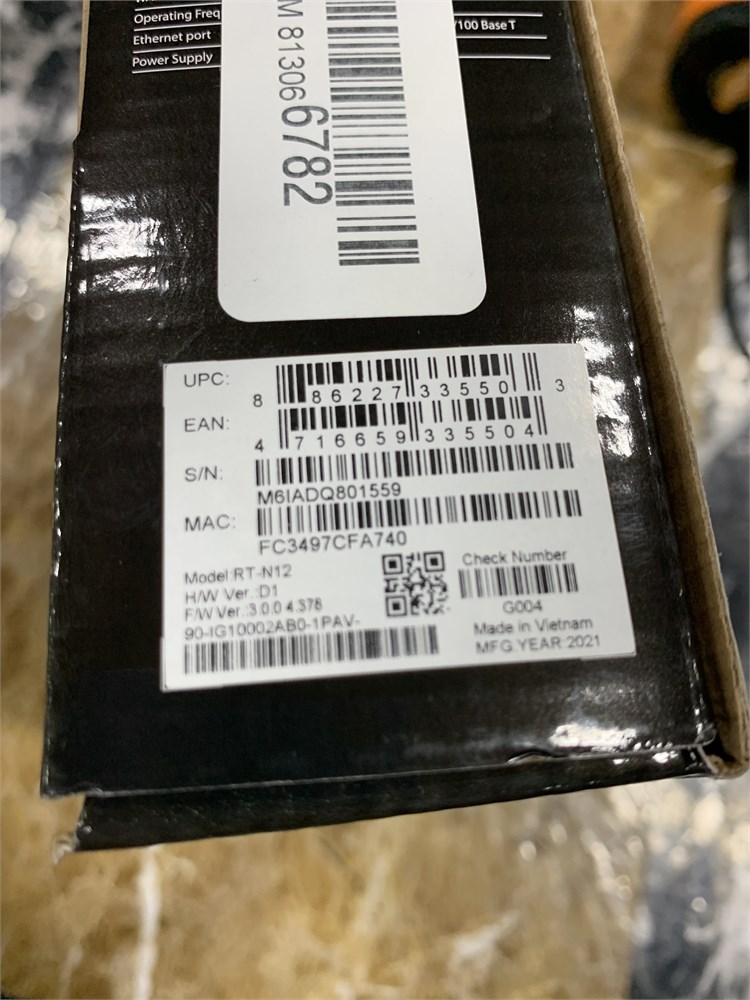 Operating Freq
Ethernet port
/100 Base T
Power Supply
M 81306 6782
UPC:
8 86227 33550 3
EAN:
4 716659 335504
S/N:
M6IADQ801559
MAC:
FC3497CFA740
Model:RT-N12
H/W Ver.:D1
F/W Ver.:3.0.0 4.376
90-IG10002AB0-1PAV-
Check Number
G004
Made in Vietnam
MFG.YEAR:2021